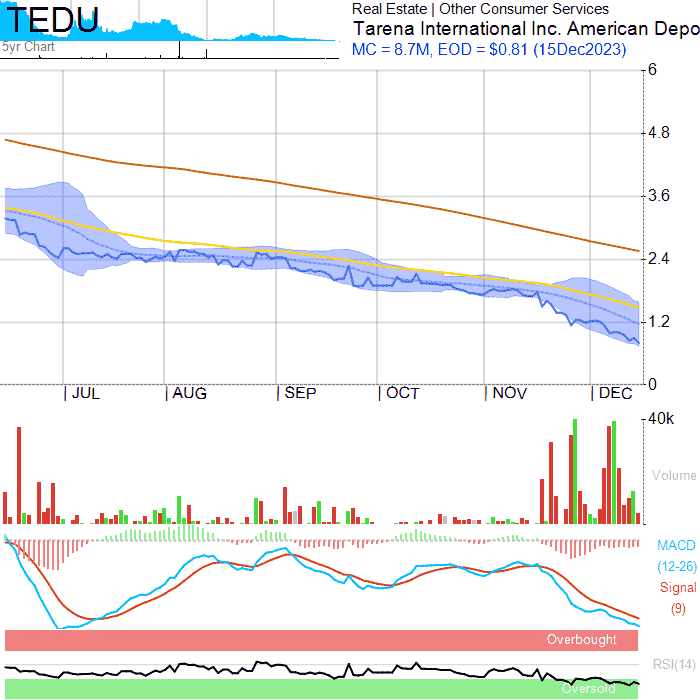 TEDU
5yr Chart
Real Estate | Other Consumer Services
Tarena International Inc. American Depo
MC = 8.7M, EOD = $0.81 (15Dec2023)
6
4.8
3.6
2.4
1.2
0
JUL
AUG
SEP
OCT
NOV
DEC
40k
Volume
MACD
(12-26)
Signal
(9)
Overbought
RSI(14)
Oversold